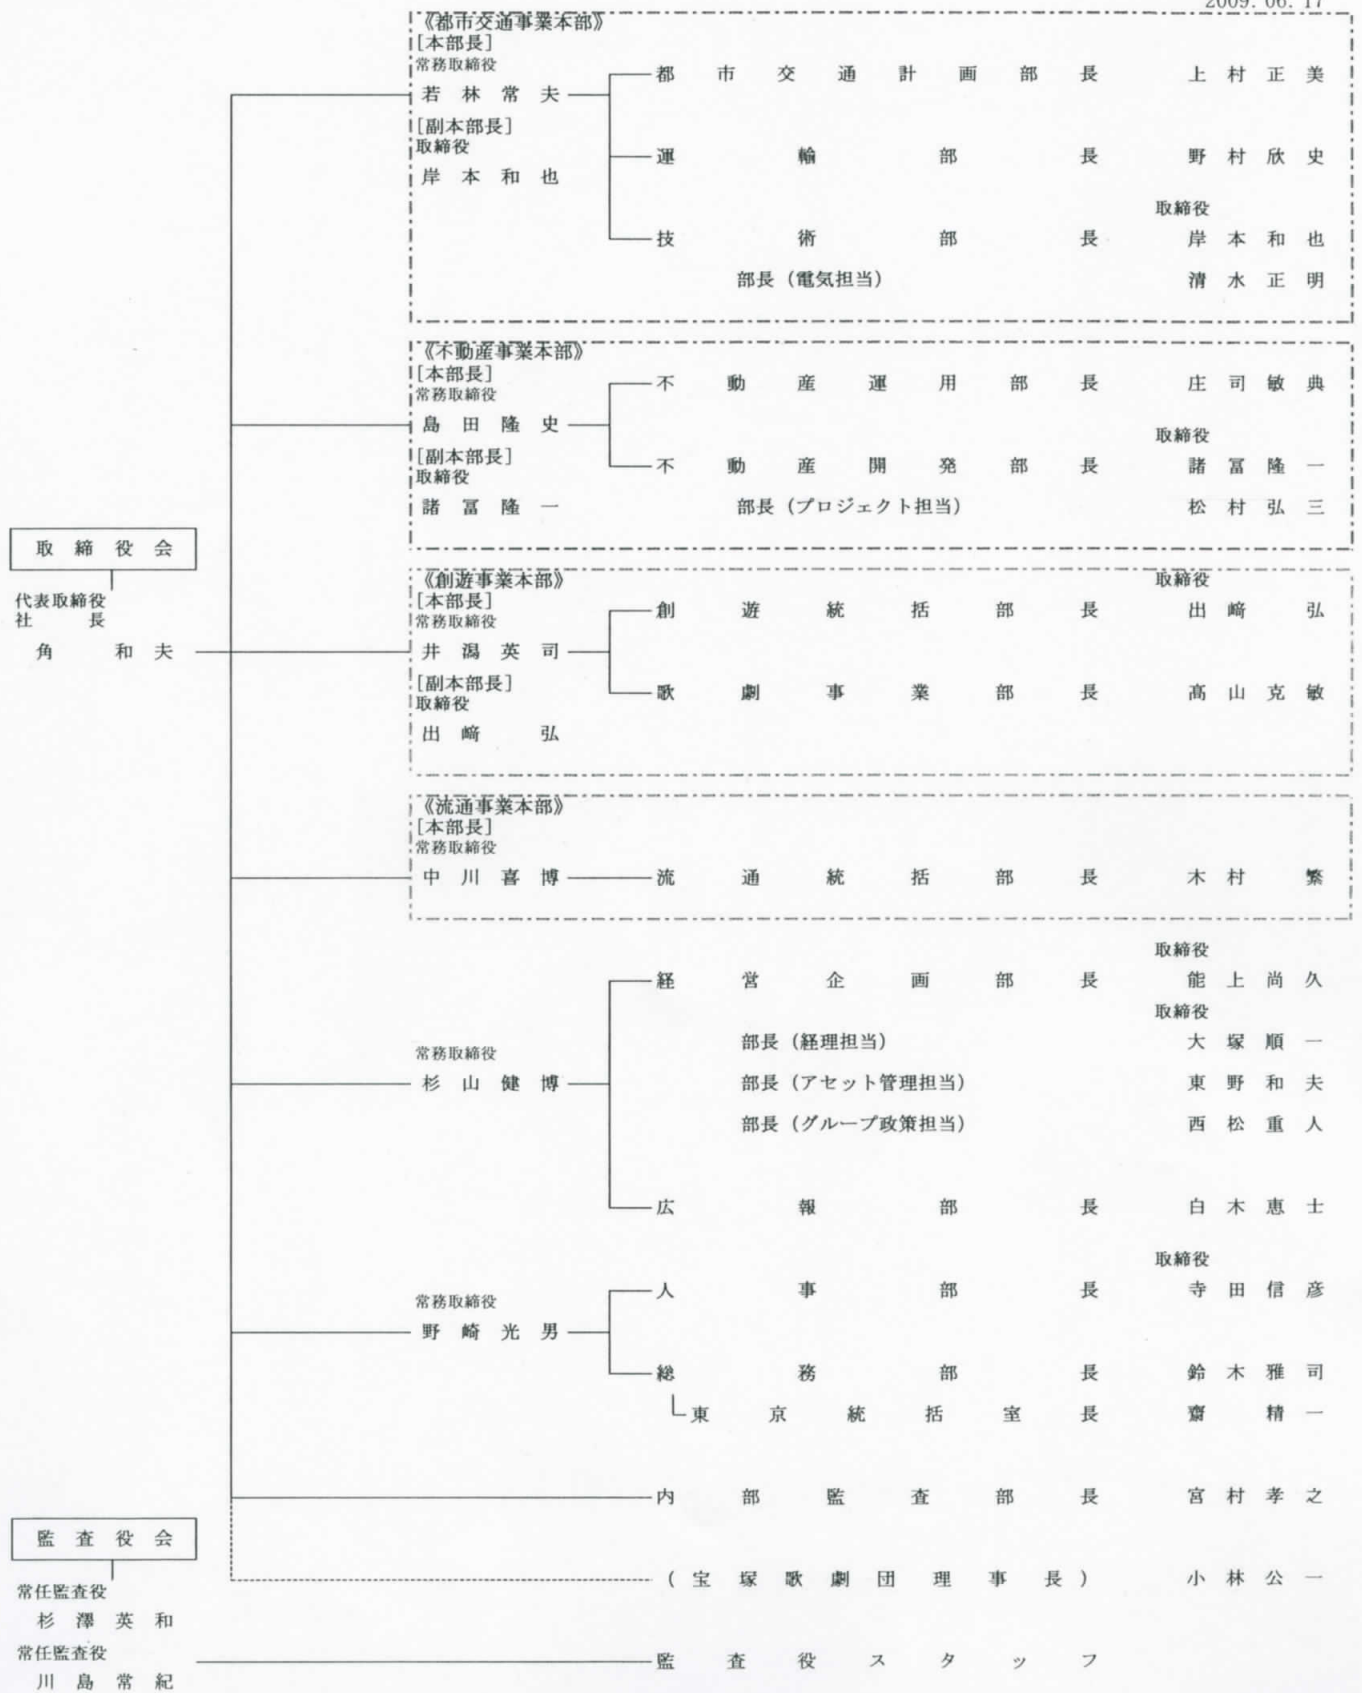 2009. 06. 17
《都市交通事業本部》
[本部長]
常務取締役
若林常夫
[副本部長]
取締役
岸本和也
都市交通計画部長 上村正美
運輸部長 野村欣史
取締役
技術部長 岸本和也
部長（電気担当） 清水正明
《不動産事業本部》
[本部長]
常務取締役
島田隆史
[副本部長]
取締役
諸冨隆一
不動産運用部長 庄司敏典
取締役
不動産開発部長 諸冨隆一
部長（プロジェクト担当） 松村弘三
取締役会
代表取締役
社長
角和夫
《創遊事業本部》
[本部長]
常務取締役
井潟英司
[副本部長]
取締役
出﨑弘
取締役
創遊統括部長 出﨑弘
歌劇事業部長 髙山克敏
《流通事業本部》
[本部長]
常務取締役
中川喜博
流通統括部長 木村繁
常務取締役
杉山健博
取締役
経営企画部長 能上尚久
取締役
部長（経理担当） 大塚順一
部長（アセット管理担当） 東野和夫
部長（グループ政策担当） 西松重人
広報部長 白木恵士
常務取締役
野崎光男
取締役
人事部長 寺田信彦
総務部長 鈴木雅司
東京統括室長 齋精一
内部監査部長 宮村孝之
（宝塚歌劇団理事長） 小林公一
監査役会
常任監査役
杉澤英和
常任監査役
川島常紀
監査役スタッフ